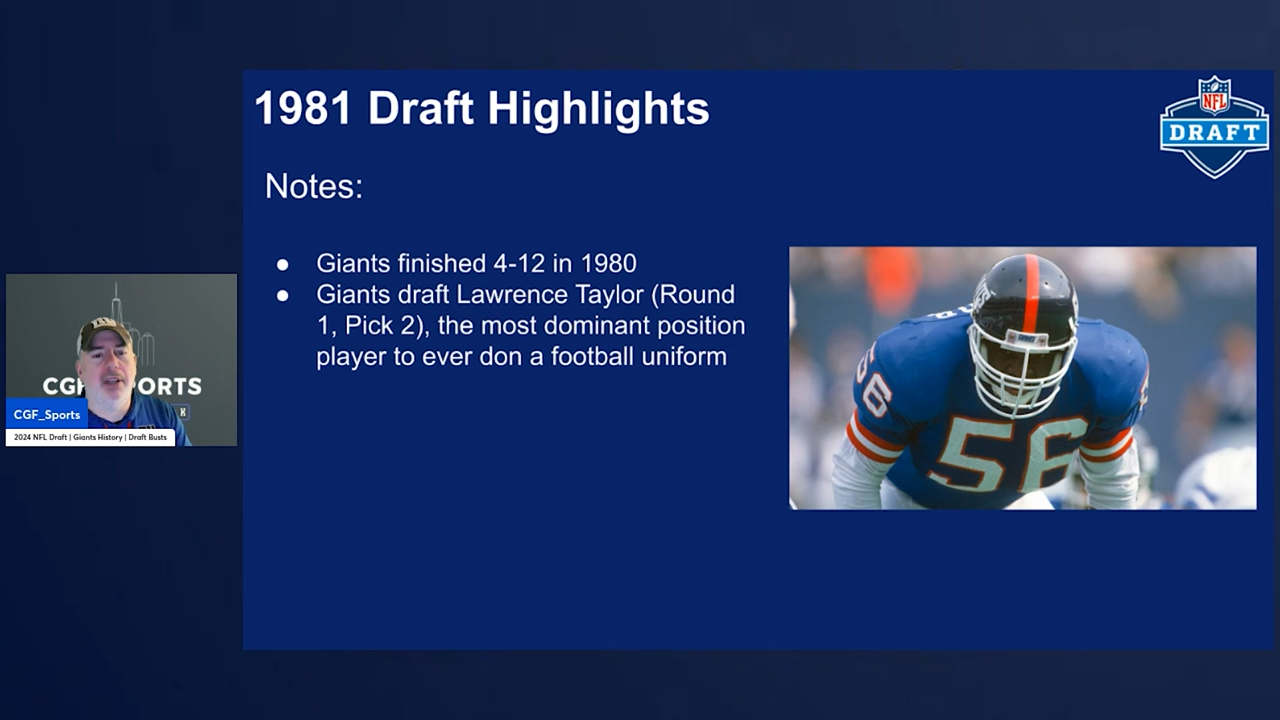 1981 Draft Highlights
NFL
DRAFT
Notes:
● Giants finished 4-12 in 1980
● Giants draft Lawrence Taylor (Round
1, Pick 2), the most dominant position
player to ever don a football uniform
56
56
CGF_Sports
2024 NFL Draft | Giants History | Draft Busts